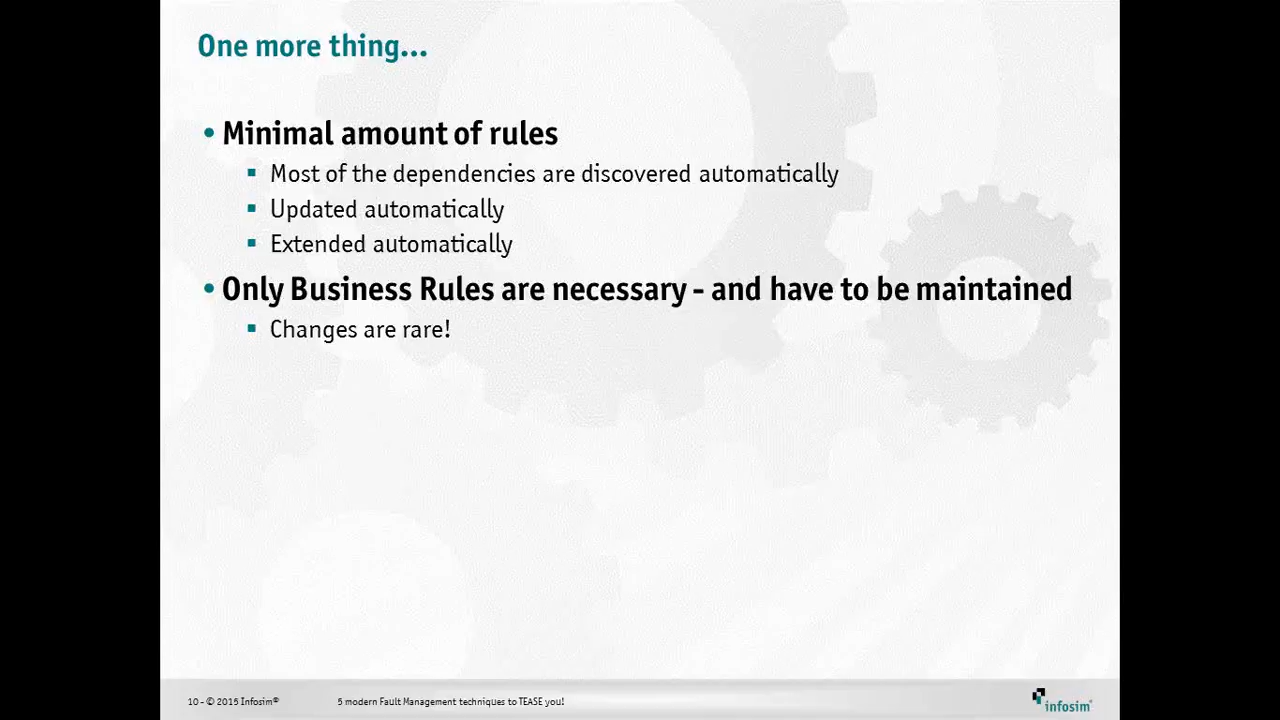 One more thing...
• Minimal amount of rules
▪ Most of the dependencies are discovered automatically
▪ Updated automatically
▪ Extended automatically
• Only Business Rules are necessary - and have to be maintained
▪ Changes are rare!
10 - © 2015 Infosim® 5 modern Fault Management techniques to TEASE you!
infosim®